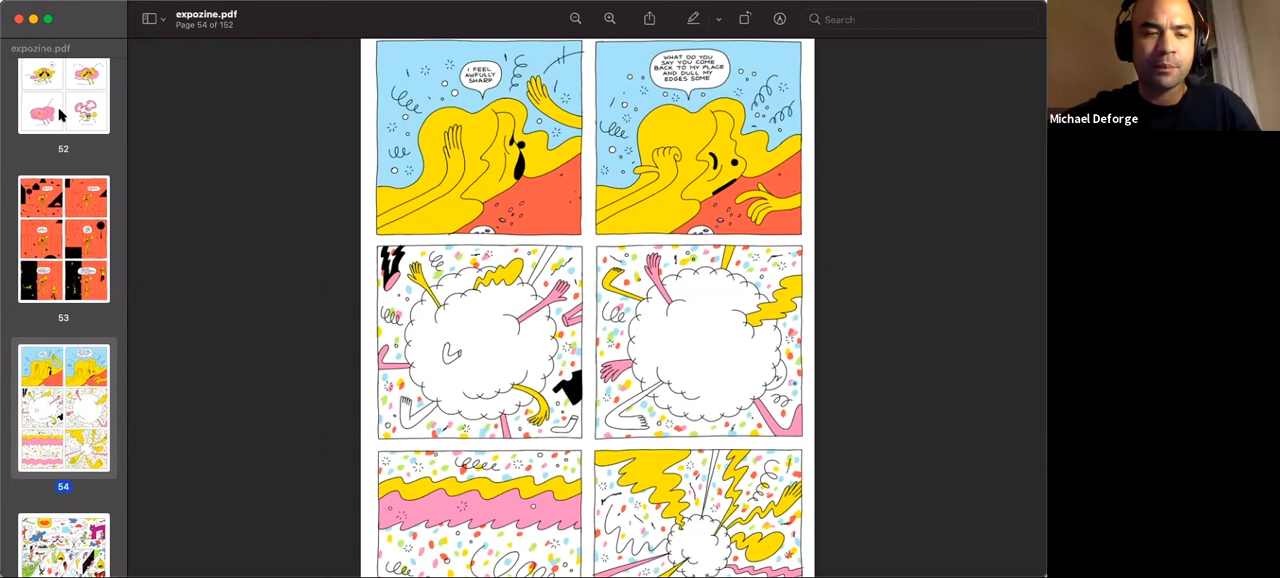 expozine.pdf
Page 54 of 152
Search
expozine.pdf
52
53
54
I FEEL
AWFULLY
SHARP
WHAT DO YOU
SAY YOU COME
BACK TO MY PLACE
AND DULL MY
EDGES SOME
Michael Deforge